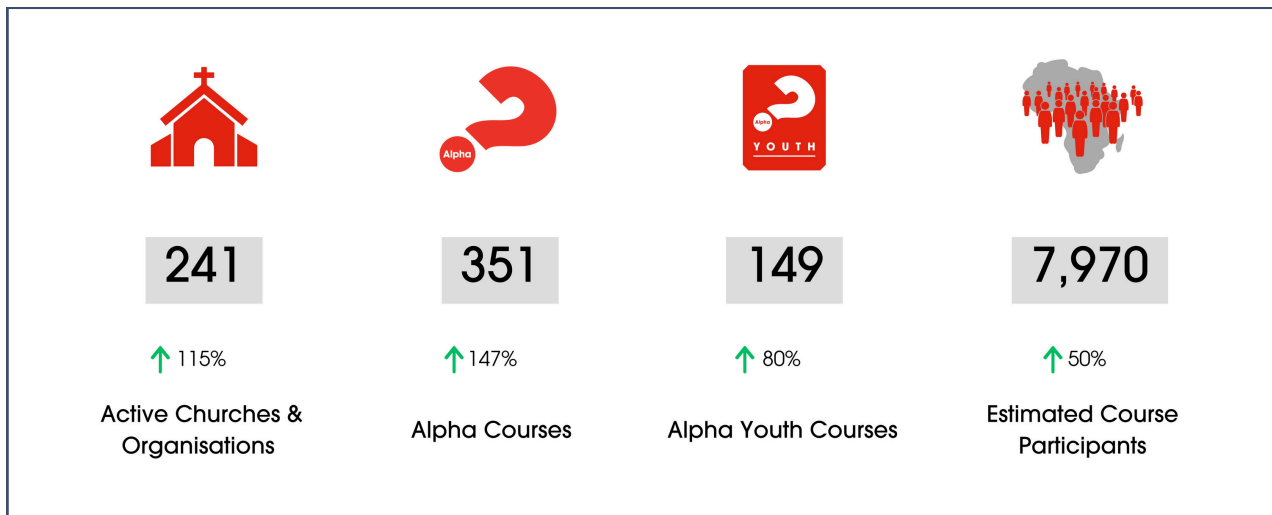 Alpha
Alpha
YOUTH
241
351
149
7,970
115%
147%
80%
50%
Active Churches &
Organisations
Alpha Courses
Alpha Youth Courses
Estimated Course
Participants